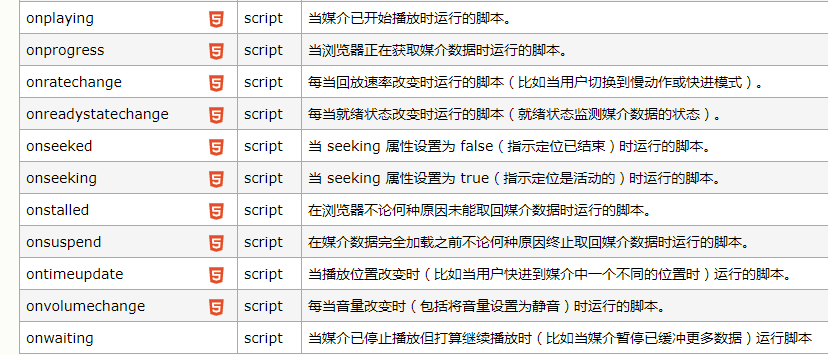 onplaying script 当媒介已开始播放时运行的脚本。
onprogress script 当浏览器正在获取媒介数据时运行的脚本。
onratechange script 每当回放速率改变时运行的脚本（比如当用户切换到慢动作或快进模式）。
onreadystatechange script 每当就绪状态改变时运行的脚本（就绪状态监测媒介数据的状态）。
onseeked script 当 seeking 属性设置为 false（指示定位已结束）时运行的脚本。
onseeking script 当 seeking 属性设置为 true（指示定位是活动的）时运行的脚本。
onstalled script 在浏览器不论何种原因未能取回媒介数据时运行的脚本。
onsuspend script 在媒介数据完全加载之前不论何种原因终止取回媒介数据时运行的脚本。
ontimeupdate script 当播放位置改变时（比如当用户快进到媒介中一个不同的位置时）运行的脚本。
onvolumechange script 每当音量改变时（包括将音量设置为静音）时运行的脚本。
onwaiting script 当媒介已停止播放但打算继续播放时（比如当媒介暂停已缓冲更多数据）运行脚本